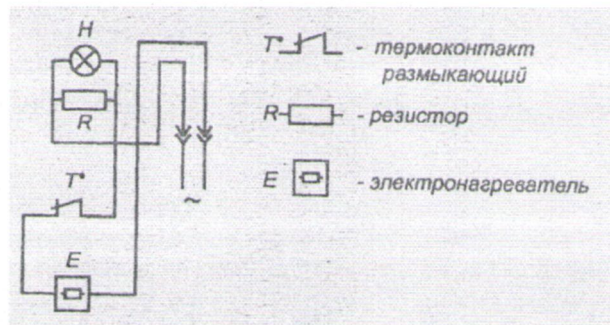 H
R
T°
E
~
T° - термоконтакт
размыкающий
R - резистор
E - электронагреватель